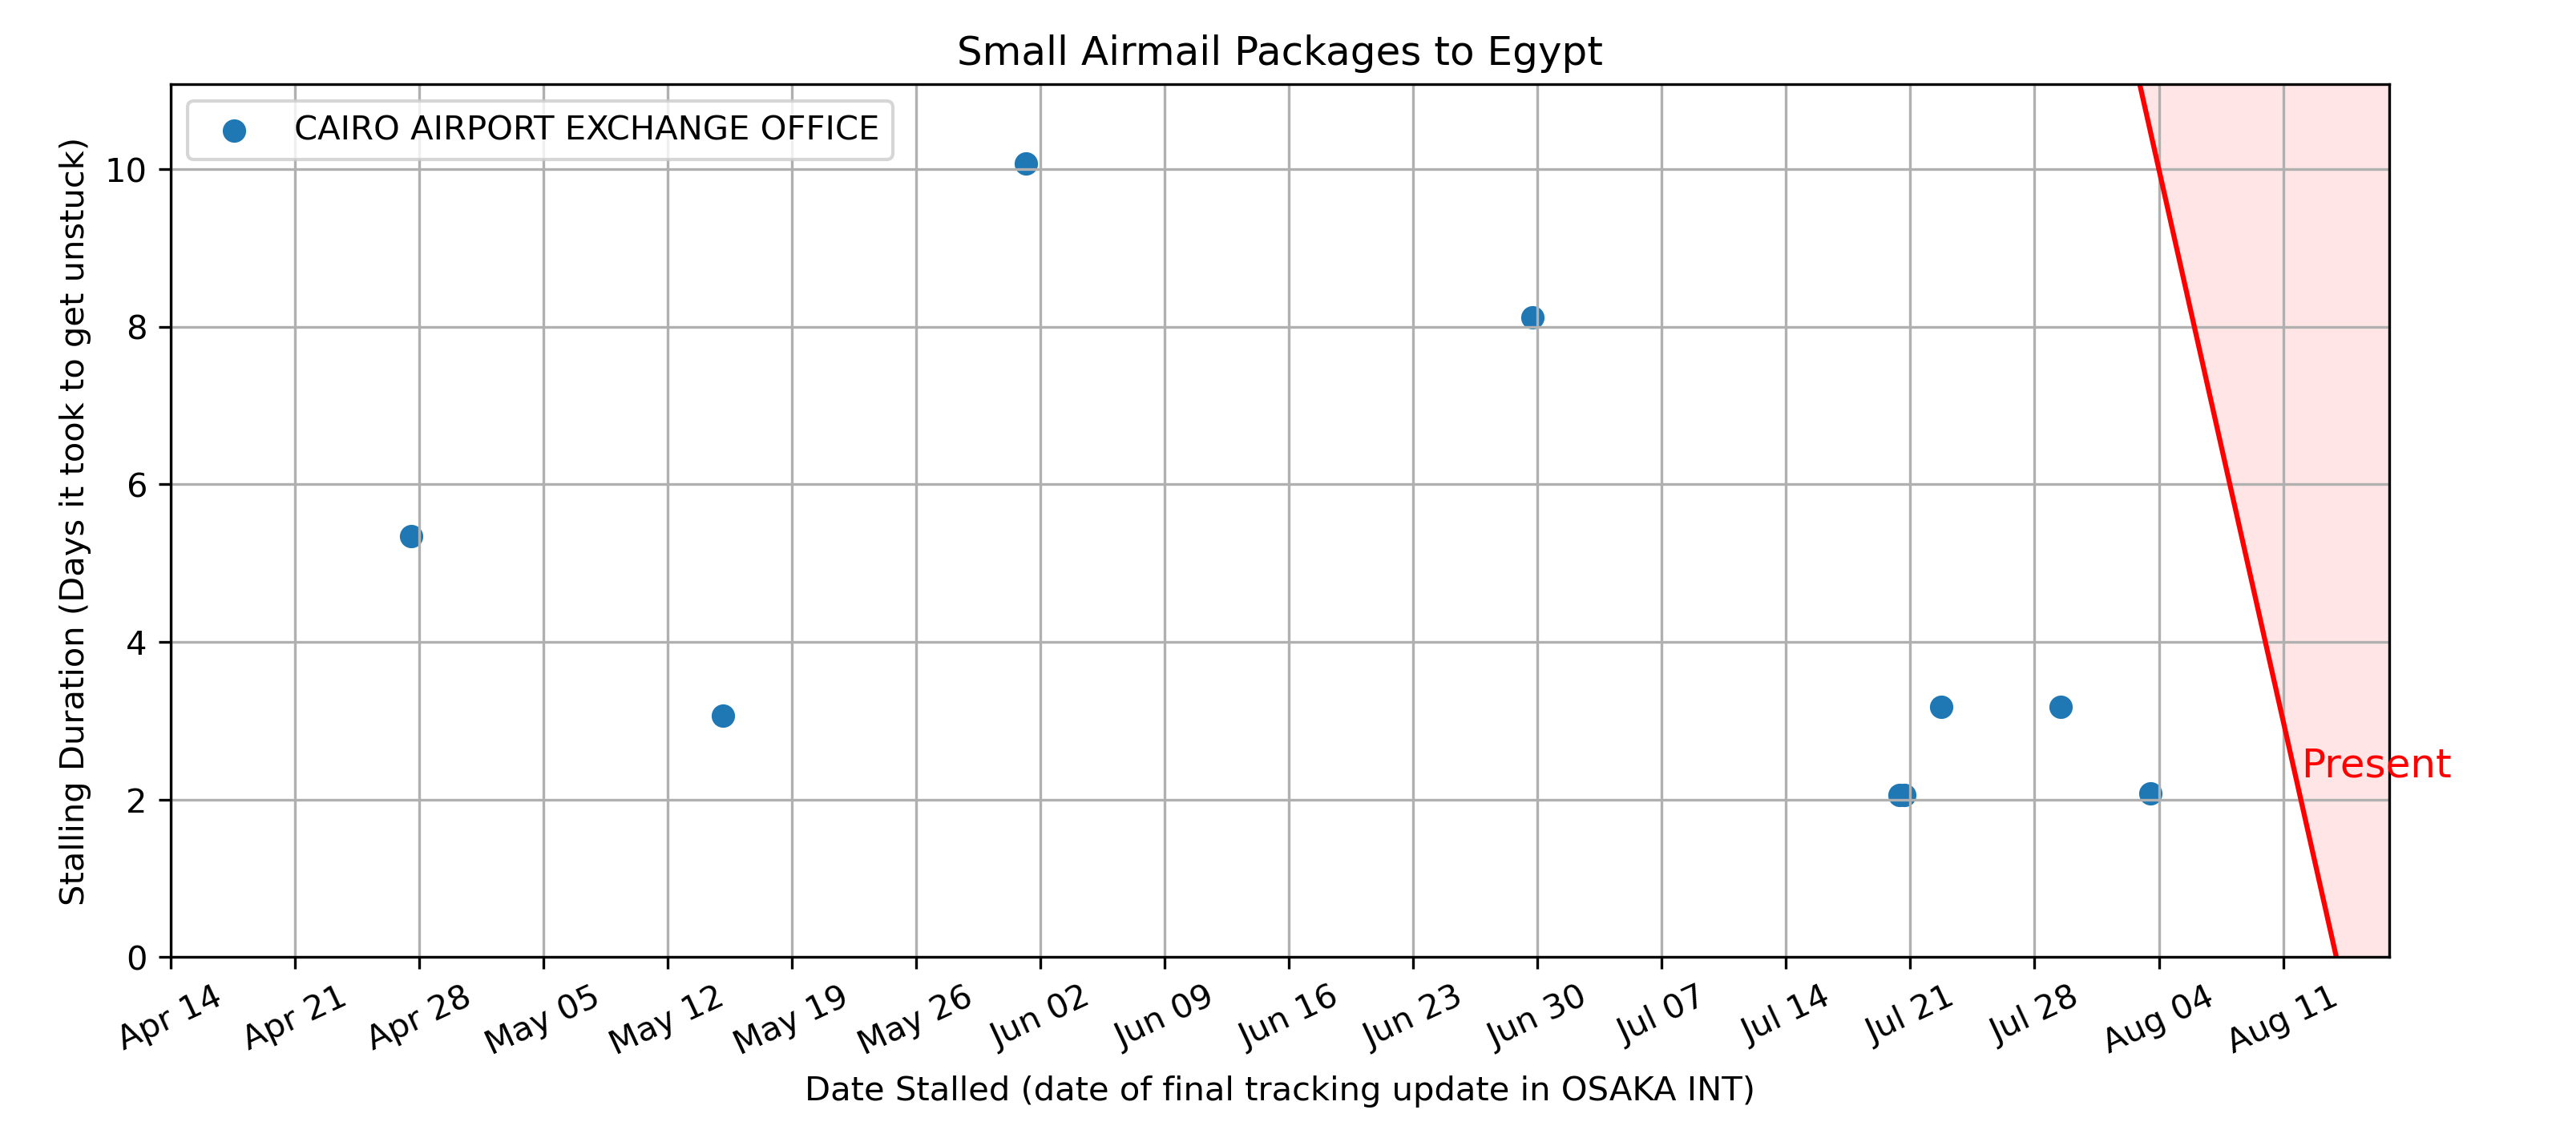 Small Airmail Packages to Egypt
CAIRO AIRPORT EXCHANGE OFFICE
Stalling Duration (Days it took to get unstuck)
10
8
6
4
2
0
Present
Apr 14
Apr 21
Apr 28
May 05
May 12
May 19
May 26
Jun 02
Jun 09
Jun 16
Jun 23
Jun 30
Jul 07
Jul 14
Jul 21
Jul 28
Aug 04
Aug 11
Date Stalled (date of final tracking update in OSAKA INT)